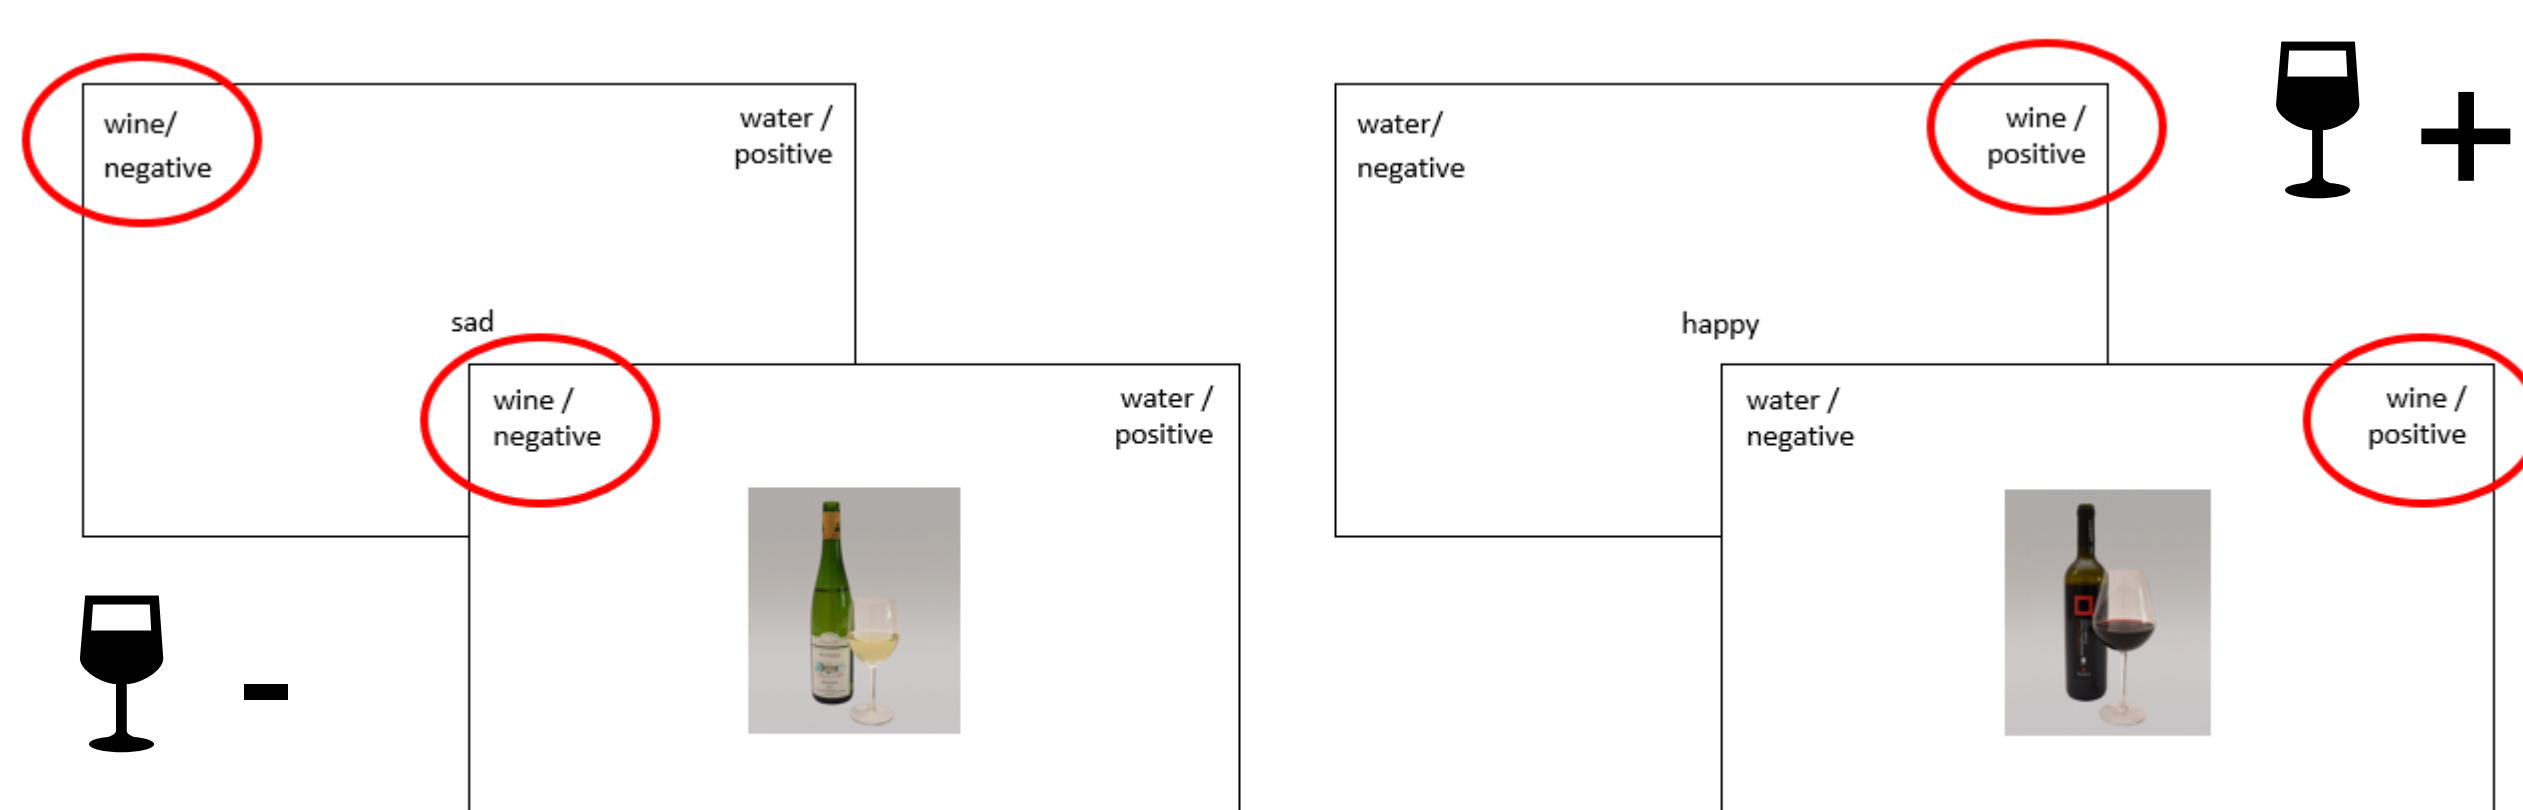 wine/
negative
water /
positive
sad
wine /
negative
water /
positive
water/
negative
wine /
positive
happy
water /
negative
wine /
positive
+
-